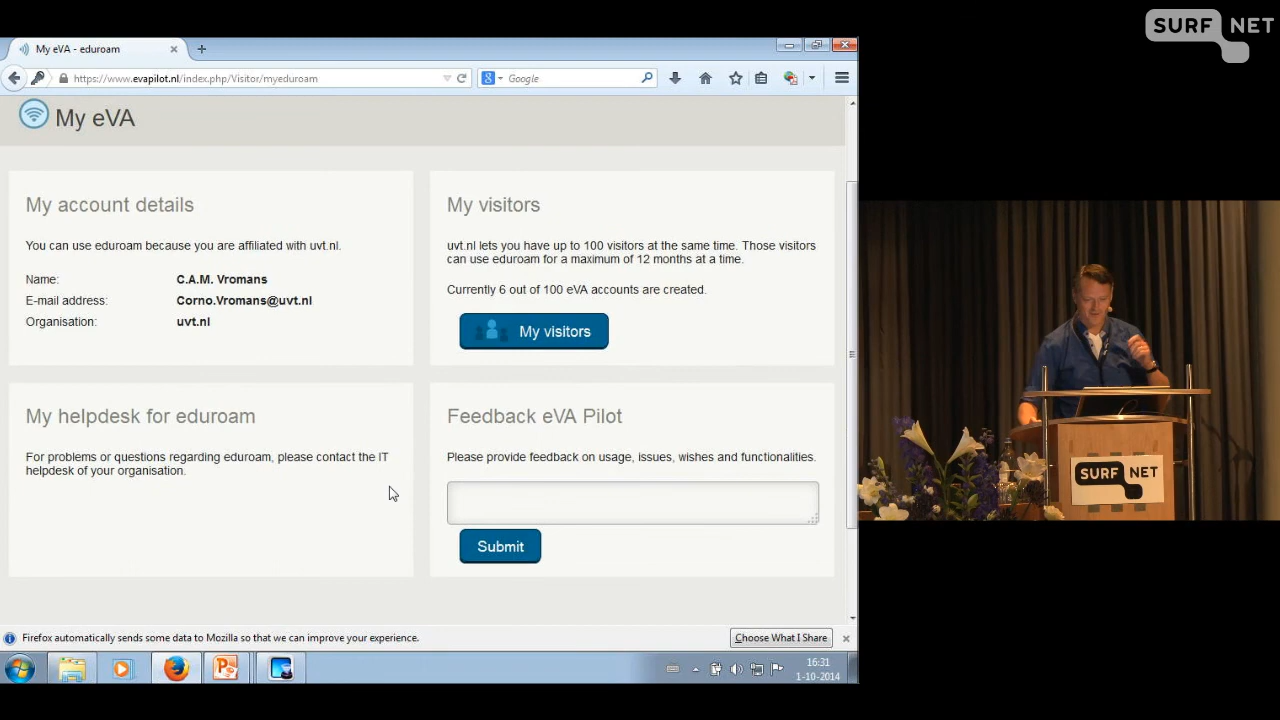 SURF NET
My eVA - eduroam
https://www.evapilot.nl/index.php/Visitor/myeduroam
Google
My eVA
My account details
You can use eduroam because you are affiliated with uvt.nl.
Name: C.A.M. Vromans
E-mail address: Corno.Vromans@uvt.nl
Organisation: uvt.nl
My visitors
uvt.nl lets you have up to 100 visitors at the same time. Those visitors
can use eduroam for a maximum of 12 months at a time.
Currently 6 out of 100 eVA accounts are created.
My visitors
My helpdesk for eduroam
For problems or questions regarding eduroam, please contact the IT
helpdesk of your organisation.
Feedback eVA Pilot
Please provide feedback on usage, issues, wishes and functionalities.
Submit
Firefox automatically sends some data to Mozilla so that we can improve your experience.
Choose What I Share
16:31
1-10-2014
SURF NET